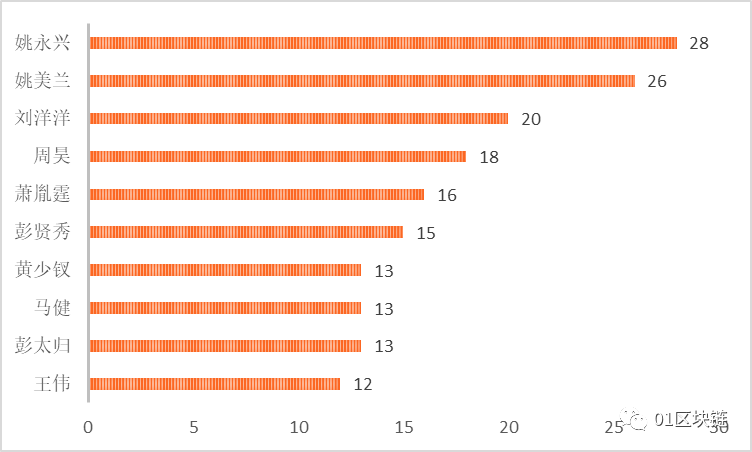 姚永兴 28
姚美兰 26
刘洋洋 20
周昊 18
萧胤霆 16
彭贤秀 15
黄少钗 13
马健 13
彭太归 13
王伟 12
0 5 10 15 20 25 30
01区块链